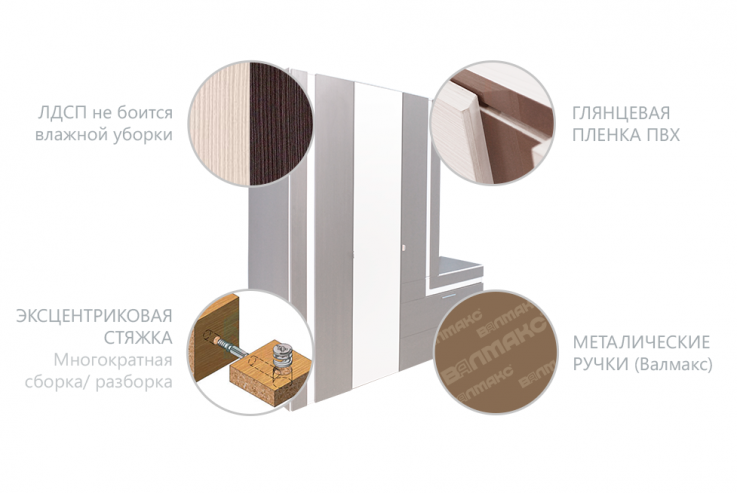 ЛДСП не боится
влажной уборки
ГЛЯНЦЕВАЯ
ПЛЕНКА ПВХ
ЭКСЦЕНТРИКОВАЯ
СТЯЖКА
Многократная
сборка/ разборка
МЕТАЛИЧЕСКИЕ
РУЧКИ (Валмакс)
ВАЛМАКС
ВАЛМАКС
ВАЛМАКС